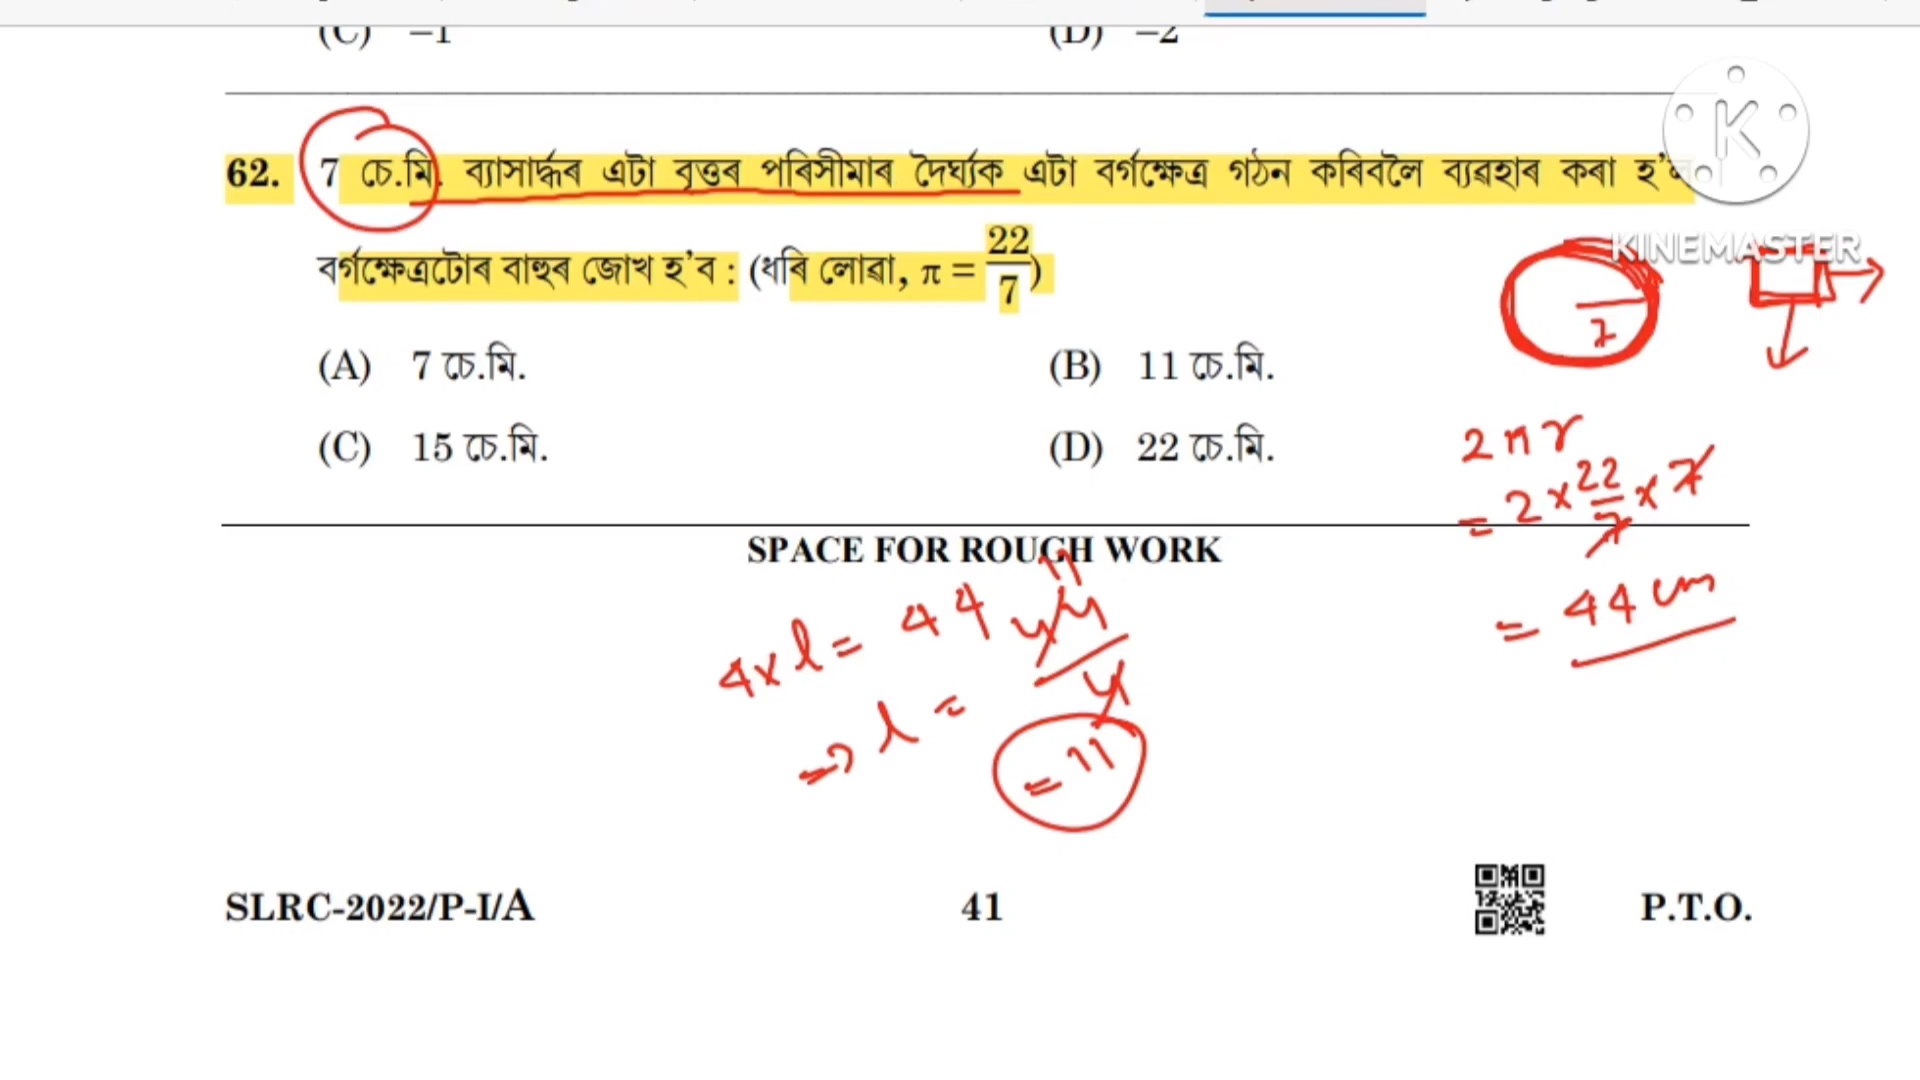 (C) −1 (D) −2
62. 7 চে.মি. ব্যাসাৰ্দ্ধৰ এটা বৃত্তৰ পৰিসীমাৰ দৈৰ্ঘ্যক এটা বৰ্গক্ষেত্ৰ গঠন কৰিবলৈ ব্যৱহাৰ কৰা হ'ল
K
KINEMASTER
বৰ্গক্ষেত্ৰটোৰ বাহুৰ জোখ হ'ব : (ধৰি লোৱা, π = 22/7)
7
(A) 7 চে.মি. (B) 11 চে.মি.
(C) 15 চে.মি. (D) 22 চে.মি.
2πr
= 2 × 22/7 × 7
= 44 cm
SPACE FOR ROUGH WORK
4 x l = 44
⇒ l = 44/4 11
= 11
SLRC-2022/P-I/A 41 P.T.O.